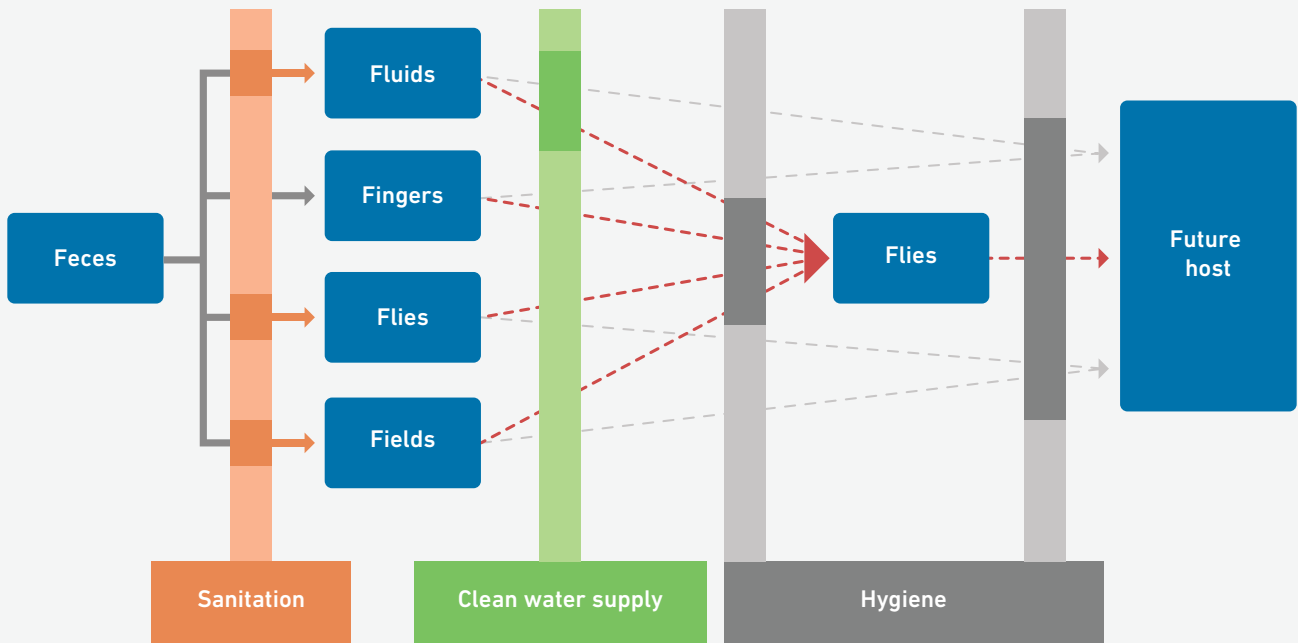 Feces
Fluids
Fingers
Flies
Fields
Flies
Future
host
Sanitation
Clean water supply
Hygiene